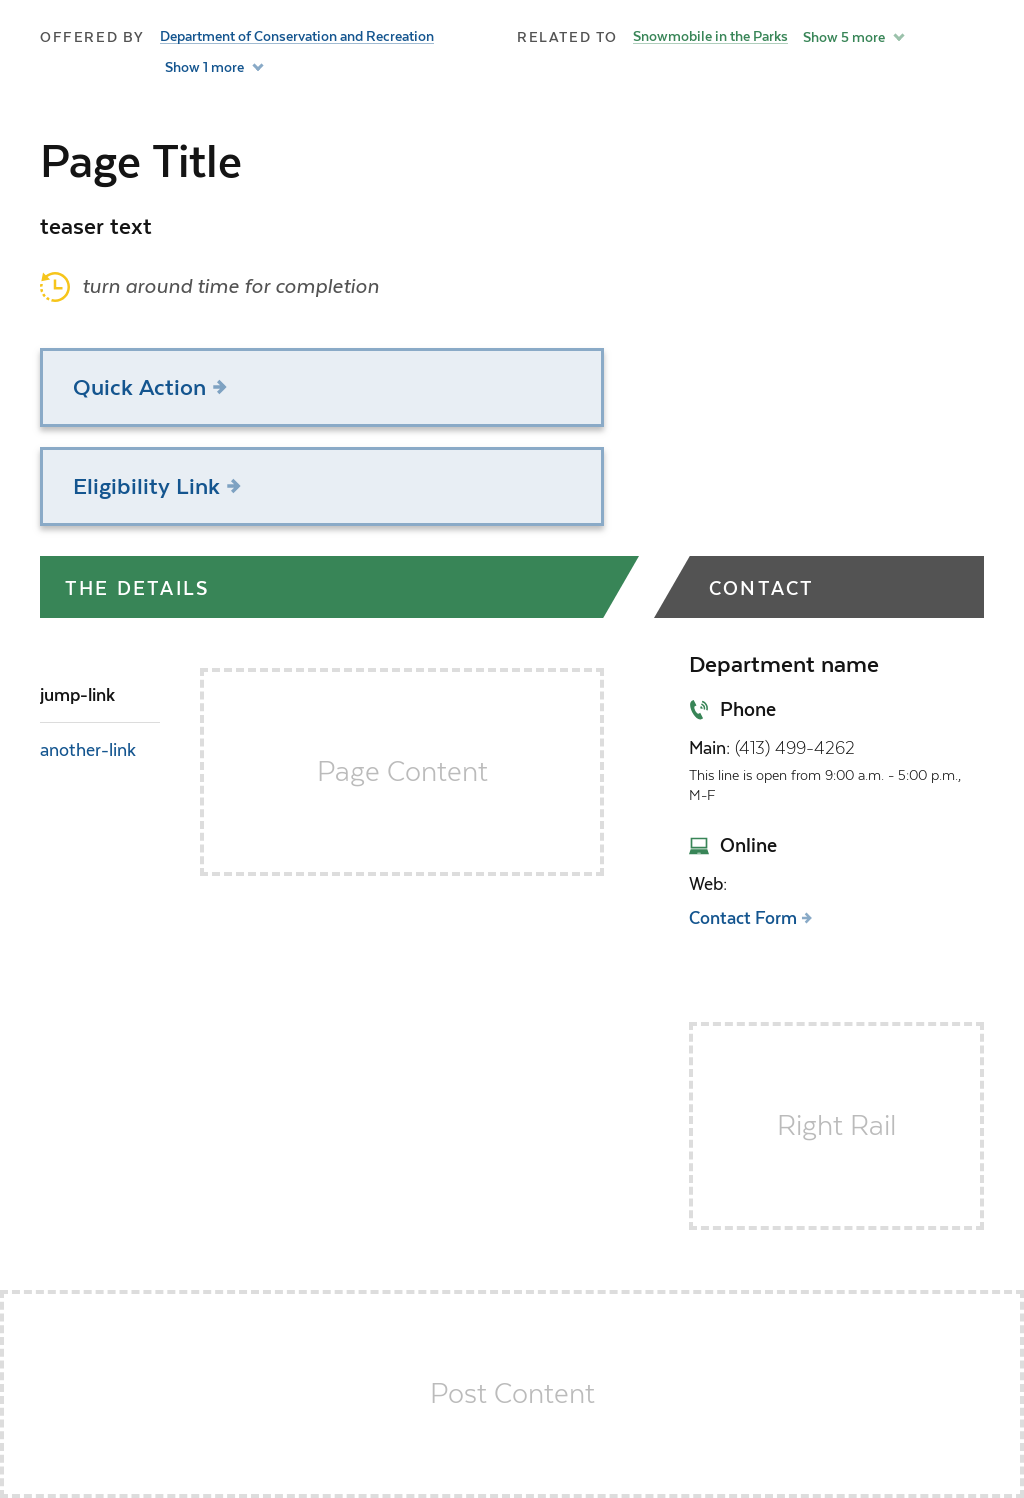 OFFERED BY Department of Conservation and Recreation
Show 1 more
RELATED TO Snowmobile in the Parks Show 5 more
Page Title
teaser text
turn around time for completion
Quick Action
Eligibility Link
THE DETAILS
jump-link
another-link
Page Content
CONTACT
Department name
Phone
Main: (413) 499-4262
This line is open from 9:00 a.m. - 5:00 p.m.,
M-F
Online
Web:
Contact Form
Right Rail
Post Content